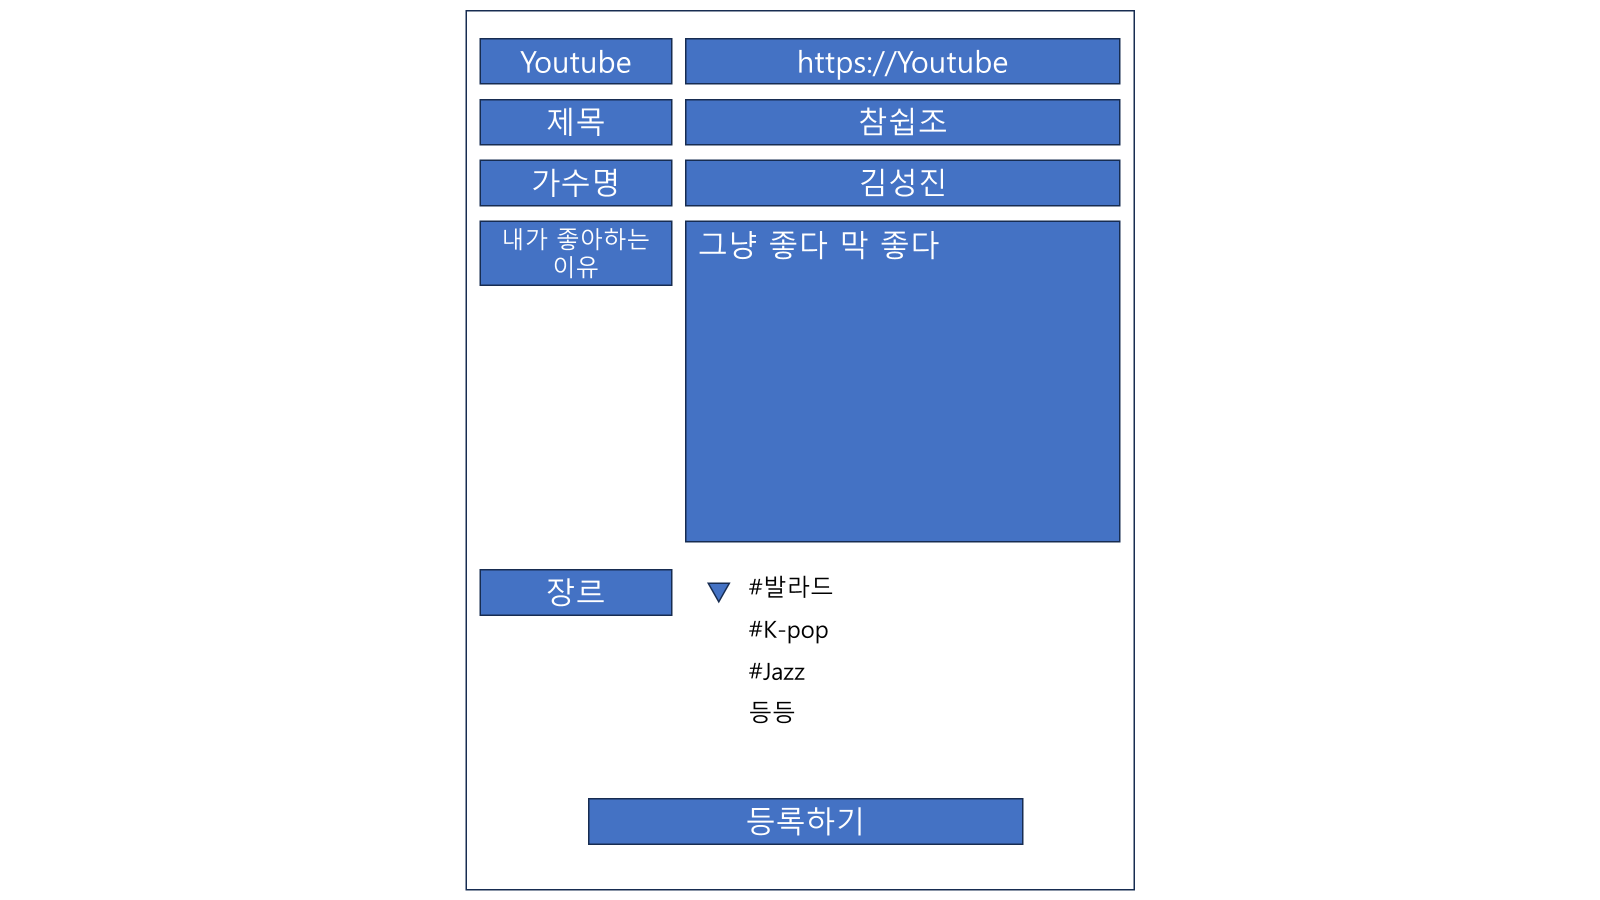 Youtube https://Youtube
제목 참쉽조
가수명 김성진
내가 좋아하는
이유
그냥 좋다 막 좋다
장르
#발라드
#K-pop
#Jazz
등등
등록하기